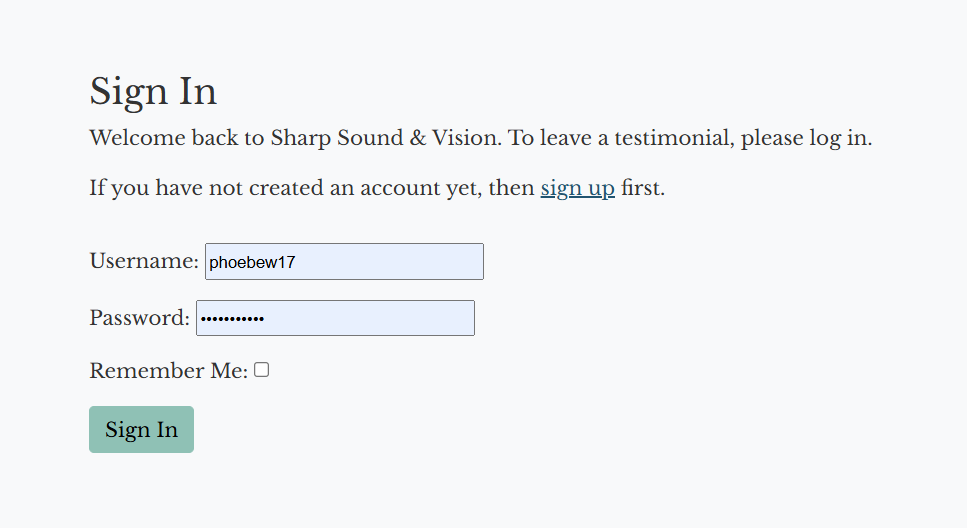 Sign In
Welcome back to Sharp Sound & Vision. To leave a testimonial, please log in.
If you have not created an account yet, then sign up first.
Username: phoebew17
Password: •••••••••••
Remember Me:
Sign In